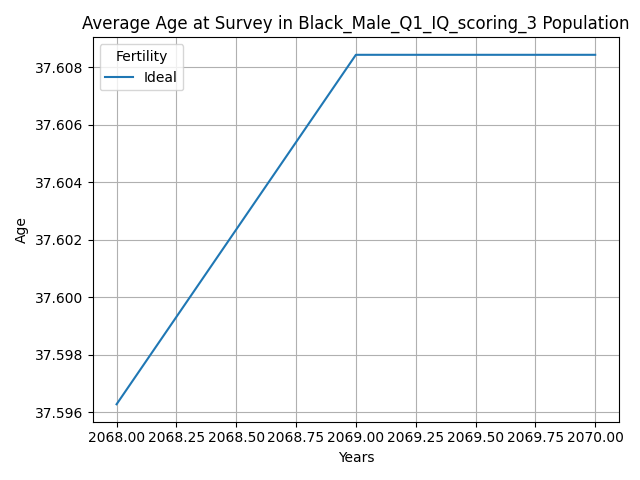 Average Age at Survey in Black_Male_Q1_IQ_scoring_3 Population
Fertility
Ideal
37.608
37.606
37.604
37.602
37.600
37.598
37.596
Age
2068.00 2068.25 2068.50 2068.75 2069.00 2069.25 2069.50 2069.75 2070.00
Years